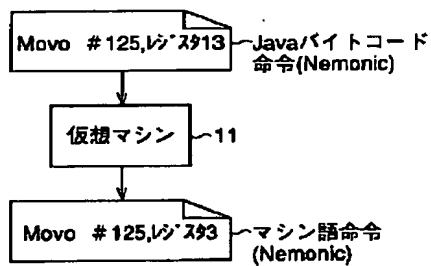 Movo #125,ﾚｼﾞｽﾀ13
Javaバイトコード
命令(Nemonic)
仮想マシン
11
Movo #125,ﾚｼﾞｽﾀ3
マシン語命令
(Nemonic)